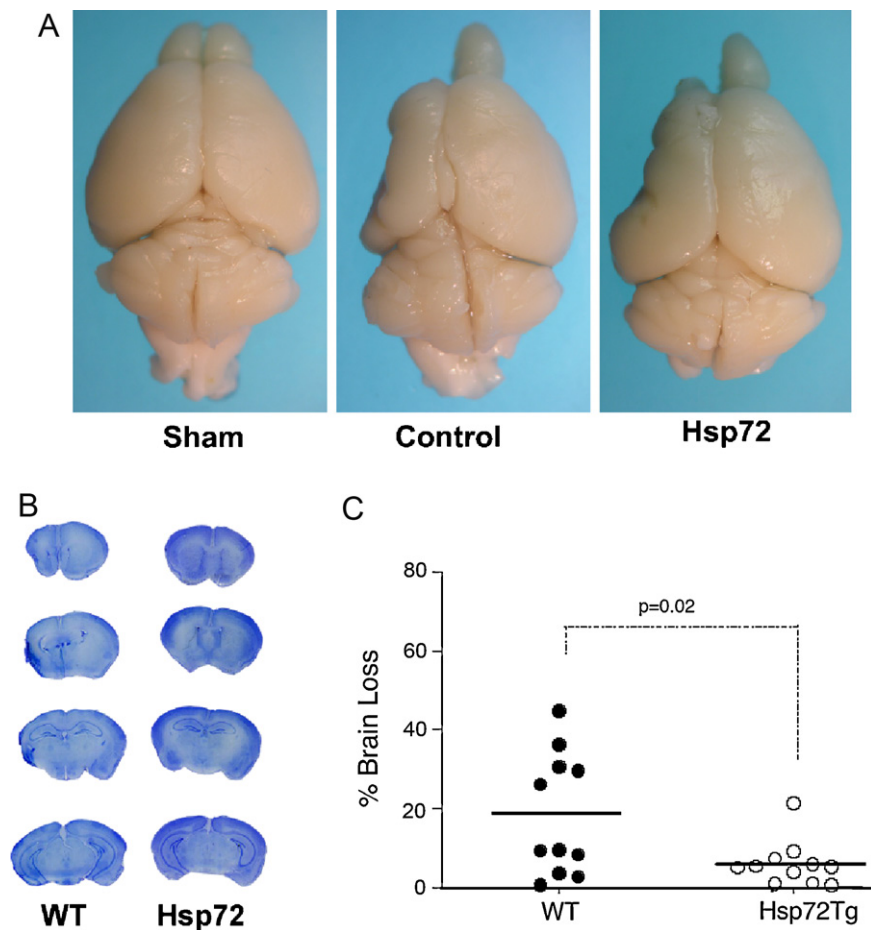 A
Sham Control Hsp72
B
WT Hsp72
C
% Brain Loss
80
60
40
20
0
p=0.02
WT Hsp72Tg